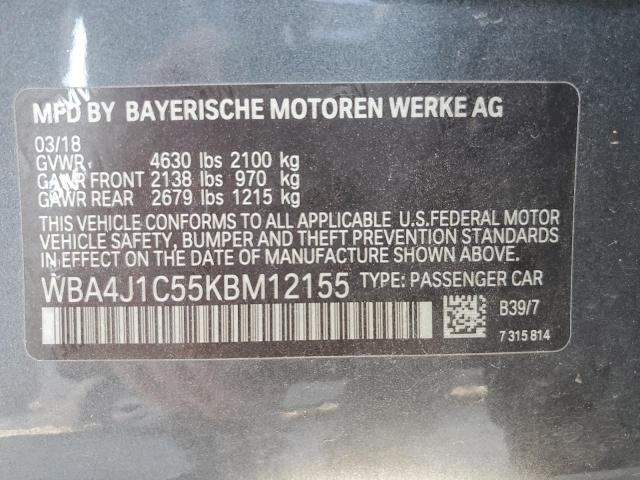 MFD BY BAYERISCHE MOTOREN WERKE AG
03/18
GVWR 4630 lbs 2100 kg
GAWR FRONT 2138 lbs 970 kg
GAWR REAR 2679 lbs 1215 kg
THIS VEHICLE CONFORMS TO ALL APPLICABLE U.S.FEDERAL MOTOR
VEHICLE SAFETY, BUMPER AND THEFT PREVENTION STANDARDS
IN EFFECT ON THE DATE OF MANUFACTURE SHOWN ABOVE.
WBA4J1C55KBM12155 TYPE: PASSENGER CAR
B39/7
7 315 814